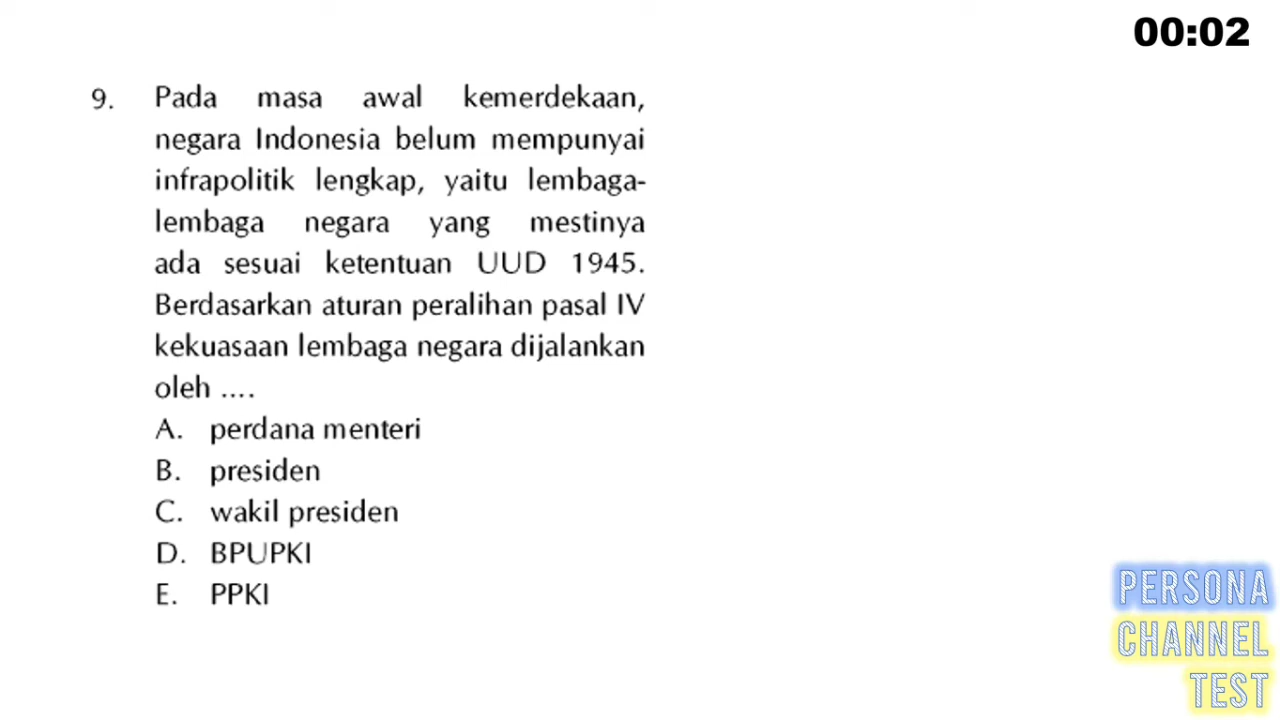 00:02
9. Pada masa awal kemerdekaan,
negara Indonesia belum mempunyai
infrapolitik lengkap, yaitu lembaga-
lembaga negara yang mestinya
ada sesuai ketentuan UUD 1945.
Berdasarkan aturan peralihan pasal IV
kekuasaan lembaga negara dijalankan
oleh ....
A. perdana menteri
B. presiden
C. wakil presiden
D. BPUPKI
E. PPKI
PERSONA
CHANNEL
TEST